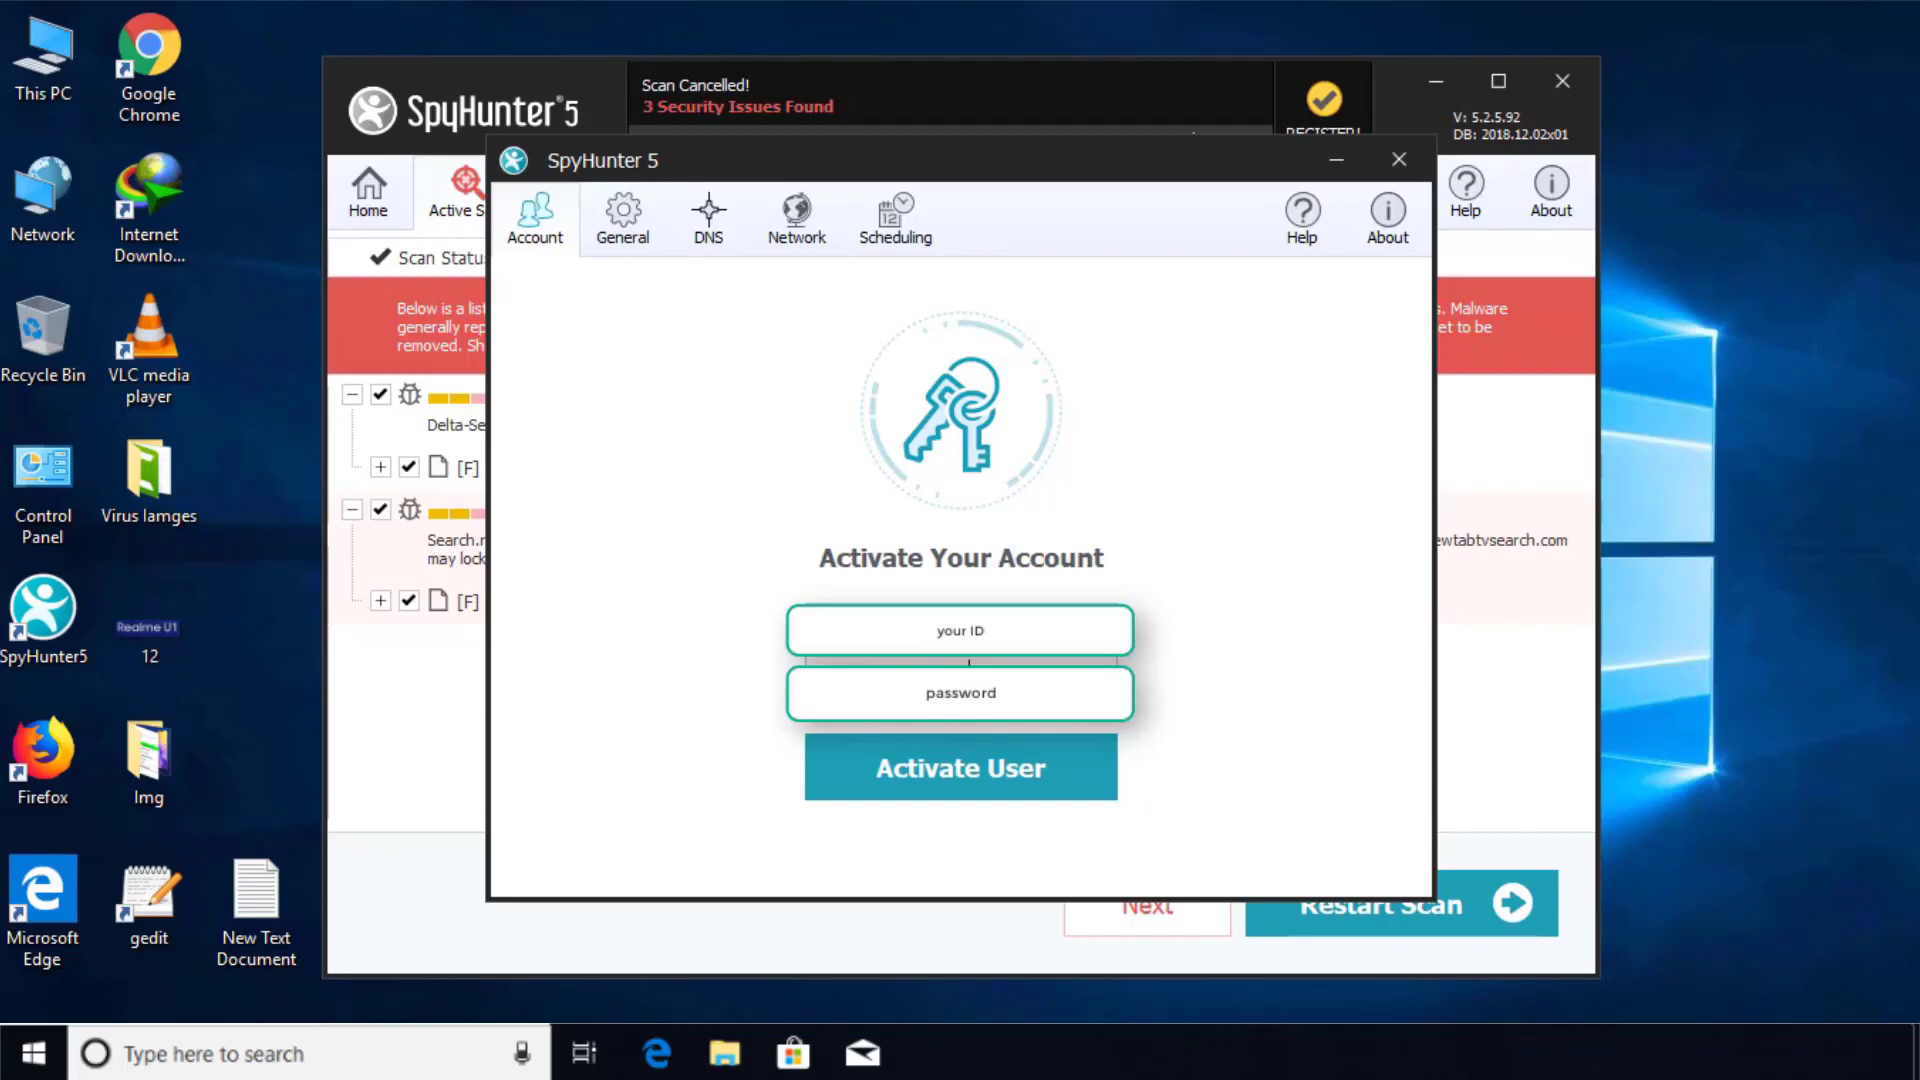 This PC
Google
Chrome
Network
Internet
Downlo...
Recycle Bin
VLC media
player
Control
Panel
Virus Iamges
SpyHunter5
Realme U1
12
Firefox
Img
Microsoft
Edge
gedit
New Text
Document
SpyHunter® 5
Scan Cancelled!
3 Security Issues Found
REGISTER!
V: 5.2.5.92
DB: 2018.12.02x01
Home
Active S
Help
About
Scan Statu
Below is a list
generally rep
removed. Sh
s. Malware
et to be
Delta-Se
[F]
Search.r
may lock
ewtabtvsearch.com
[F]
Next
Restart Scan
SpyHunter 5
Account
General
DNS
12
Network
Scheduling
Help
About
Activate Your Account
your ID
password
Activate User
Type here to search